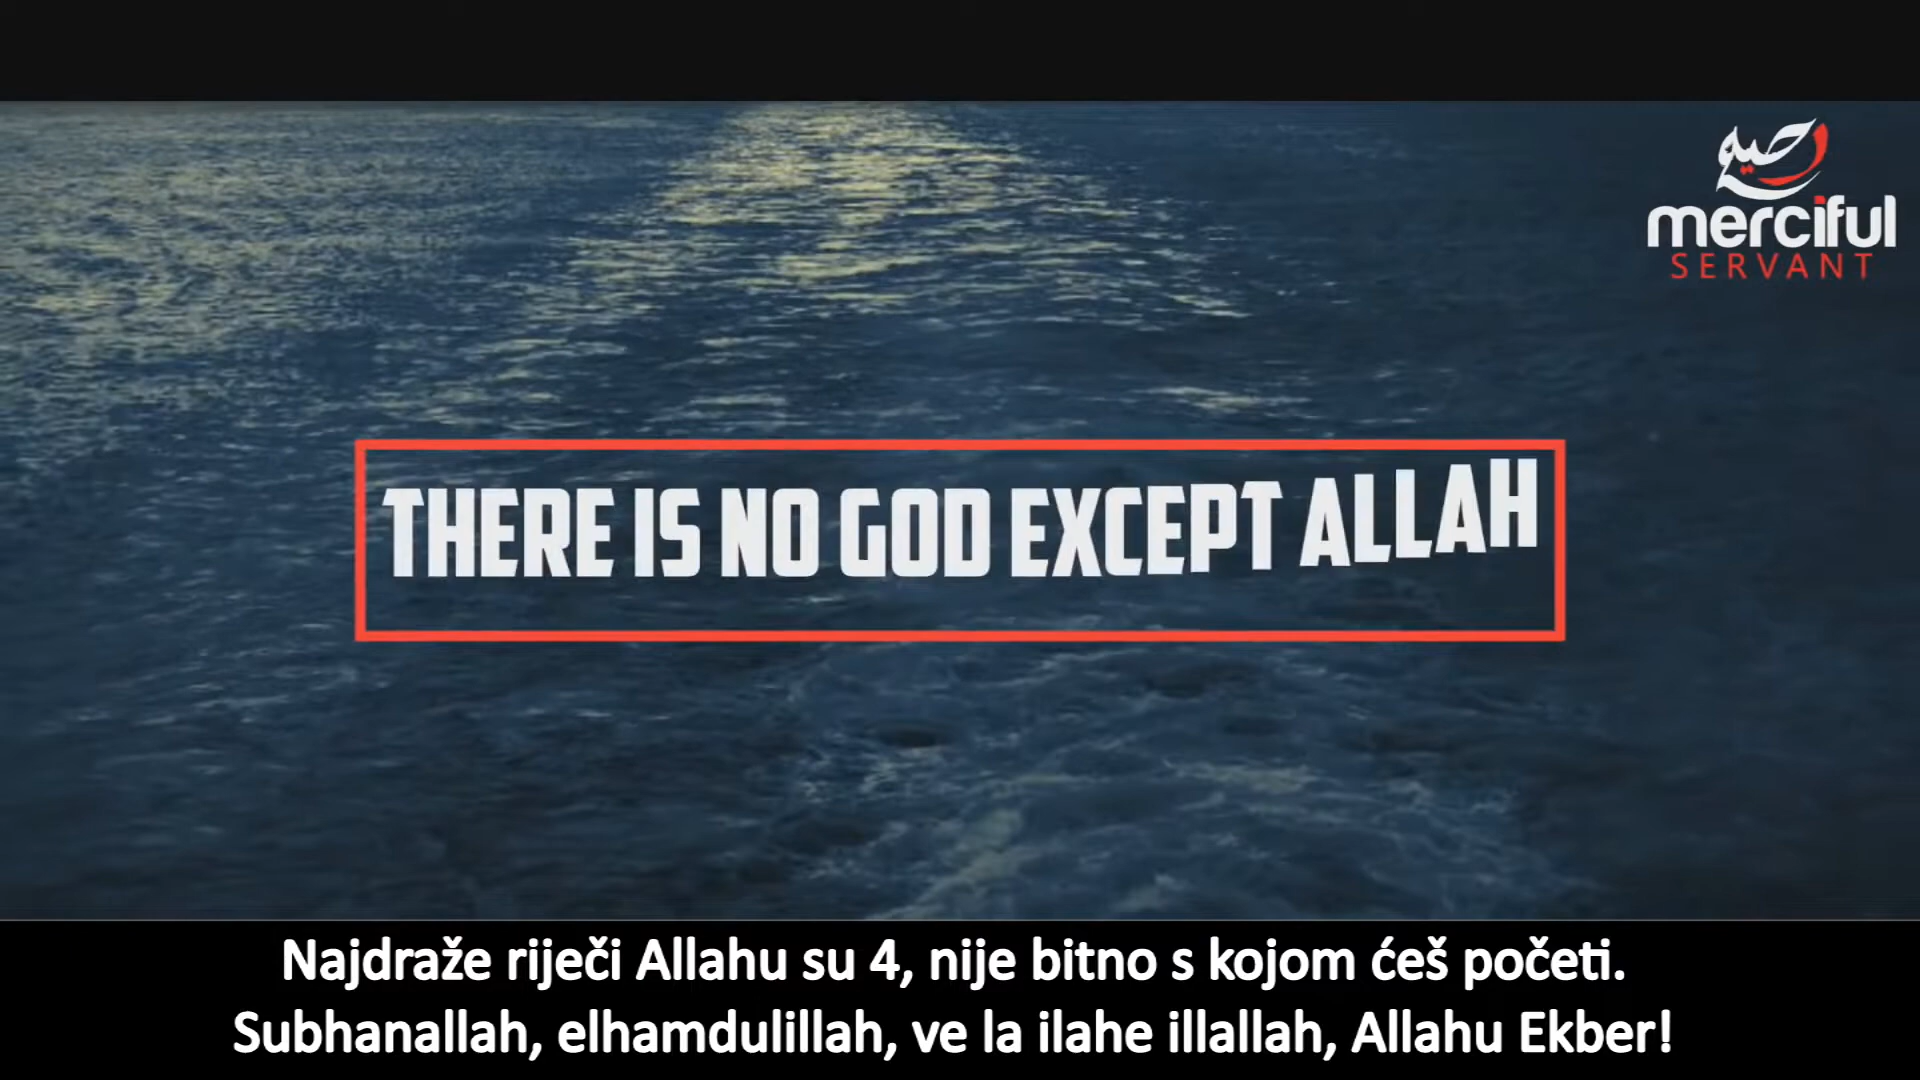 merciful
SERVANT
THERE IS NO GOD EXCEPT ALLAH
Najdraže riječi Allahu su 4, nije bitno s kojom ćeš početi.
Subhanallah, elhamdulillah, ve la ilahe illallah, Allahu Ekber!